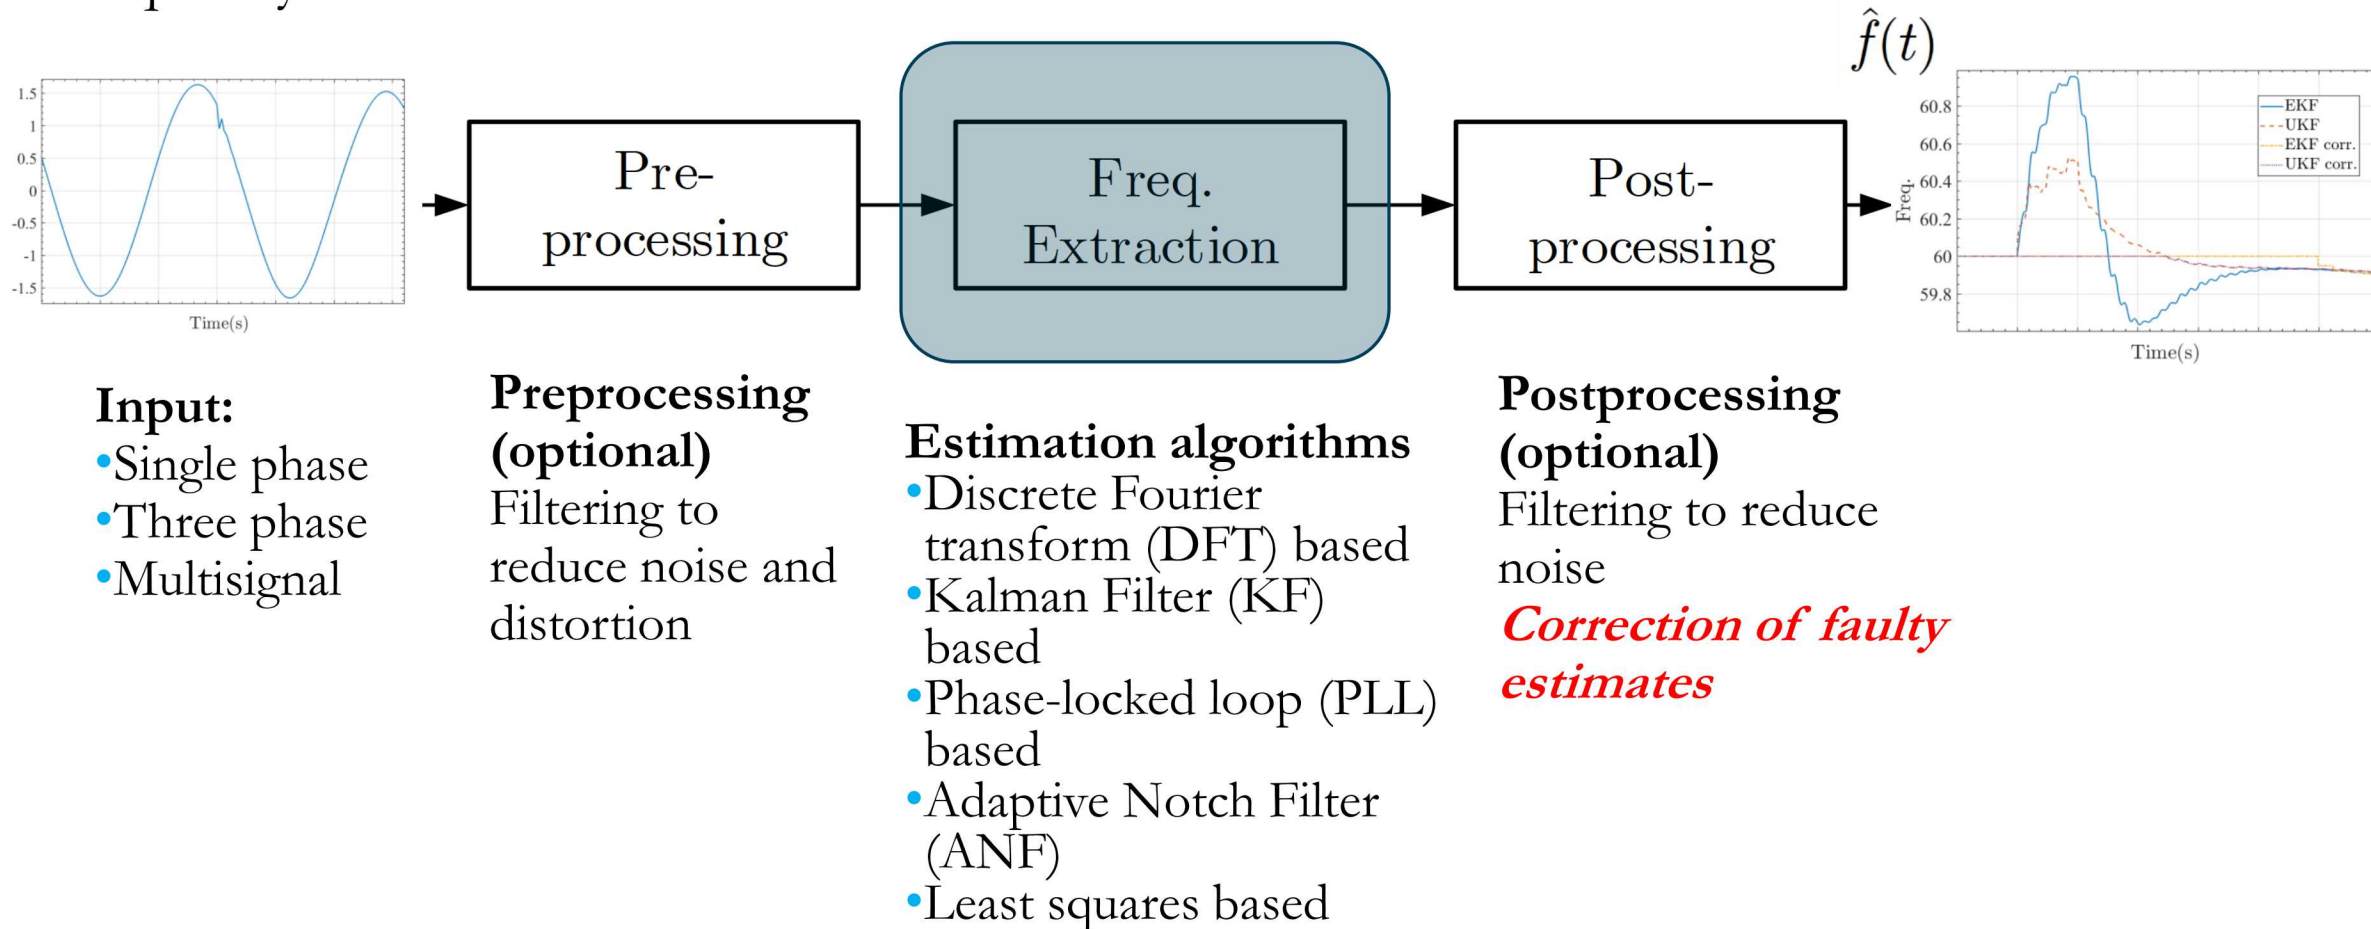 1.5
1
0.5
0
-0.5
-1
-1.5
Time(s)
Pre-
processing
Freq.
Extraction
Post-
processing
f̂(t)
60.8
60.6
60.4
60.2
60
59.8
Freq.
EKF
UKF
EKF corr.
UKF corr.
Time(s)
Input:
•Single phase
•Three phase
•Multisignal
Preprocessing
(optional)
Filtering to
reduce noise and
distortion
Estimation algorithms
•Discrete Fourier
transform (DFT) based
•Kalman Filter (KF)
based
•Phase-locked loop (PLL)
based
•Adaptive Notch Filter
(ANF)
•Least squares based
Postprocessing
(optional)
Filtering to reduce
noise
Correction of faulty
estimates